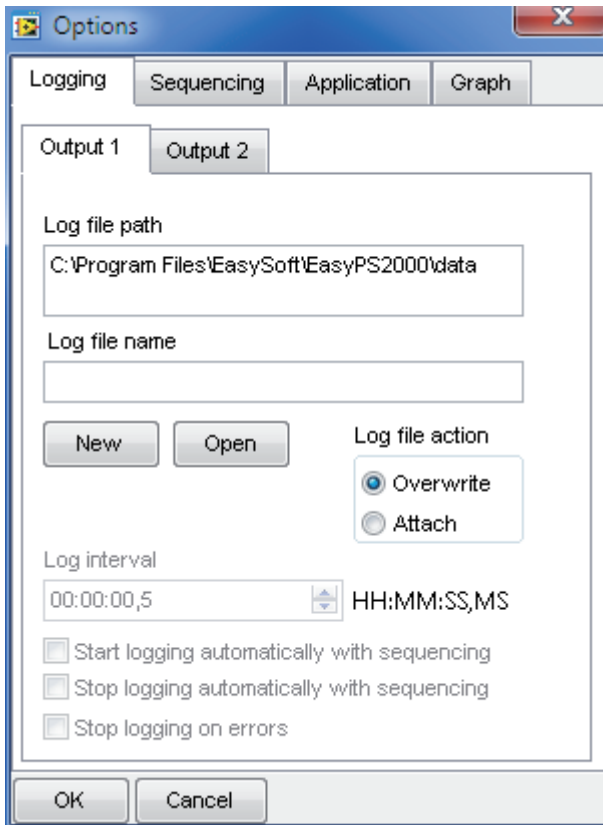 Options
Logging Sequencing Application Graph
Output 1 Output 2
Log file path
C:\Program Files\EasySoft\EasyPS2000\data
Log file name
New Open
Log file action
Overwrite
Attach
Log interval
00:00:00,5 HH:MM:SS,MS
Start logging automatically with sequencing
Stop logging automatically with sequencing
Stop logging on errors
OK Cancel